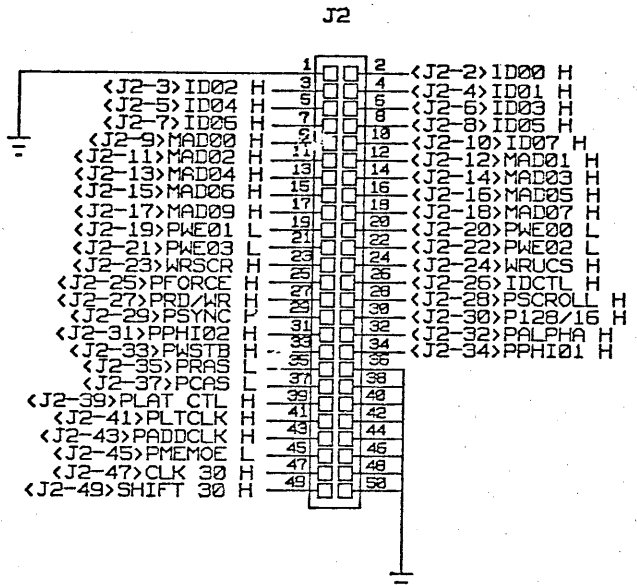 J2
1 2 <J2-2>ID00 H
<J2-3>ID02 H 3 4 <J2-4>ID01 H
<J2-5>ID04 H 5 6 <J2-6>ID03 H
<J2-7>ID06 H 7 8 <J2-8>ID05 H
<J2-9>MAD00 H 9 10 <J2-10>ID07 H
<J2-11>MAD02 H 11 12 <J2-12>MAD01 H
<J2-13>MAD04 H 13 14 <J2-14>MAD03 H
<J2-15>MAD06 H 15 16 <J2-16>MAD05 H
<J2-17>MAD09 H 17 18 <J2-18>MAD07 H
<J2-19>PWE01 L 19 20 <J2-20>PWE00 L
<J2-21>PWE03 L 21 22 <J2-22>PWE02 L
<J2-23>WRSCR H 23 24 <J2-24>WRUCS H
<J2-25>PFORCE H 25 26 <J2-26>IDCTL H
<J2-27>PRD/WR H 27 28 <J2-28>PSCROLL H
<J2-29>PSYNC 29 30 <J2-30>P128/16 H
<J2-31>PPHI02 H 31 32 <J2-32>PALPHA H
<J2-33>PWSTB H 33 34 <J2-34>PPHI01 H
<J2-35>PRAS L 35 36
<J2-37>PCAS L 37 38
<J2-39>PLAT CTL H 39 40
<J2-41>PLTCLK H 41 42
<J2-43>PADDCLK H 43 44
<J2-45>PMEMOE L 45 46
<J2-47>CLK 30 H 47 48
<J2-49>SHIFT 30 H 49 50